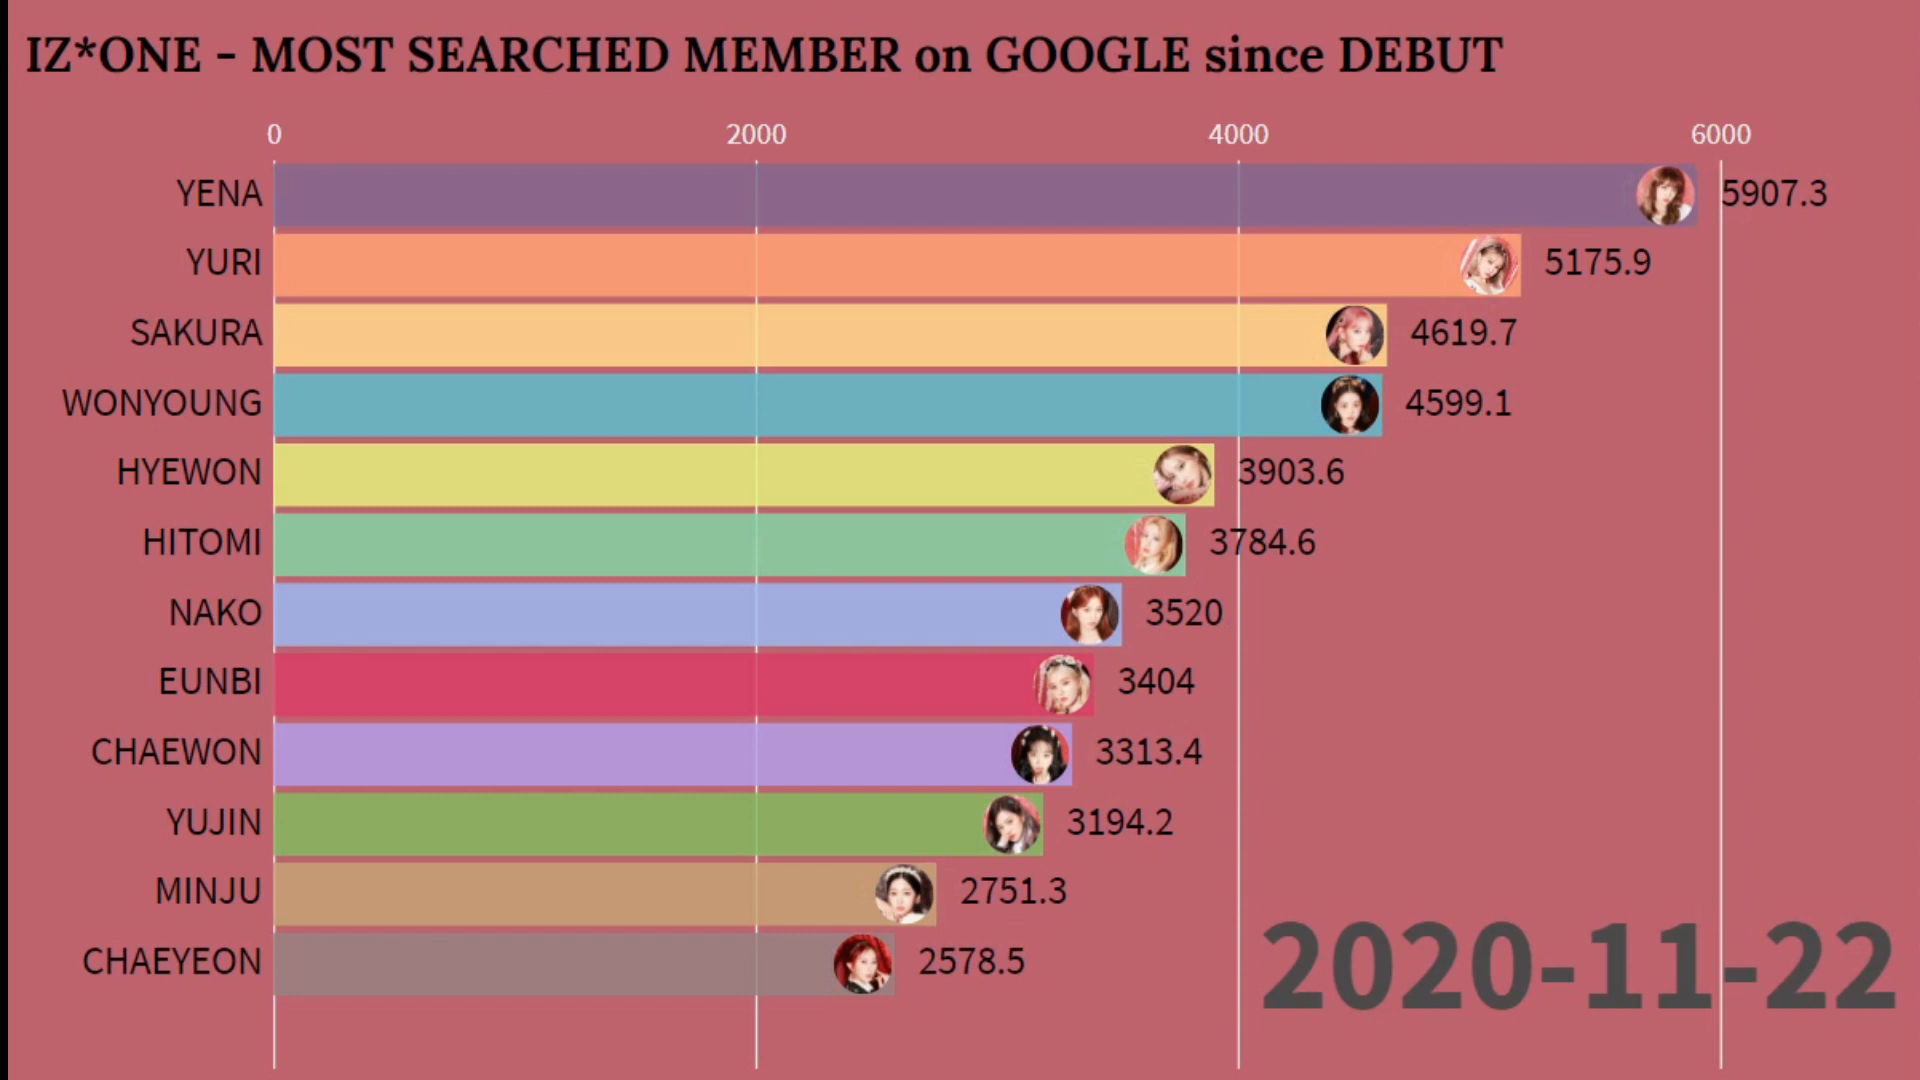 IZ*ONE - MOST SEARCHED MEMBER on GOOGLE since DEBUT
0 2000 4000 6000
YENA 5907.3
YURI 5175.9
SAKURA 4619.7
WONYOUNG 4599.1
HYEWON 3903.6
HITOMI 3784.6
NAKO 3520
EUNBI 3404
CHAEWON 3313.4
YUJIN 3194.2
MINJU 2751.3
CHAEYEON 2578.5
2020-11-22